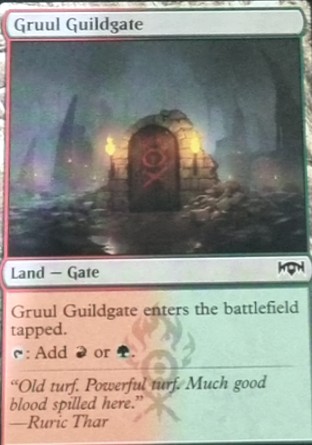 Gruul Guildgate
Land — Gate
Gruul Guildgate enters the battlefield
tapped.
: Add or .
"Old turf. Powerful turf. Much good
blood spilled here."
—Ruric Thar